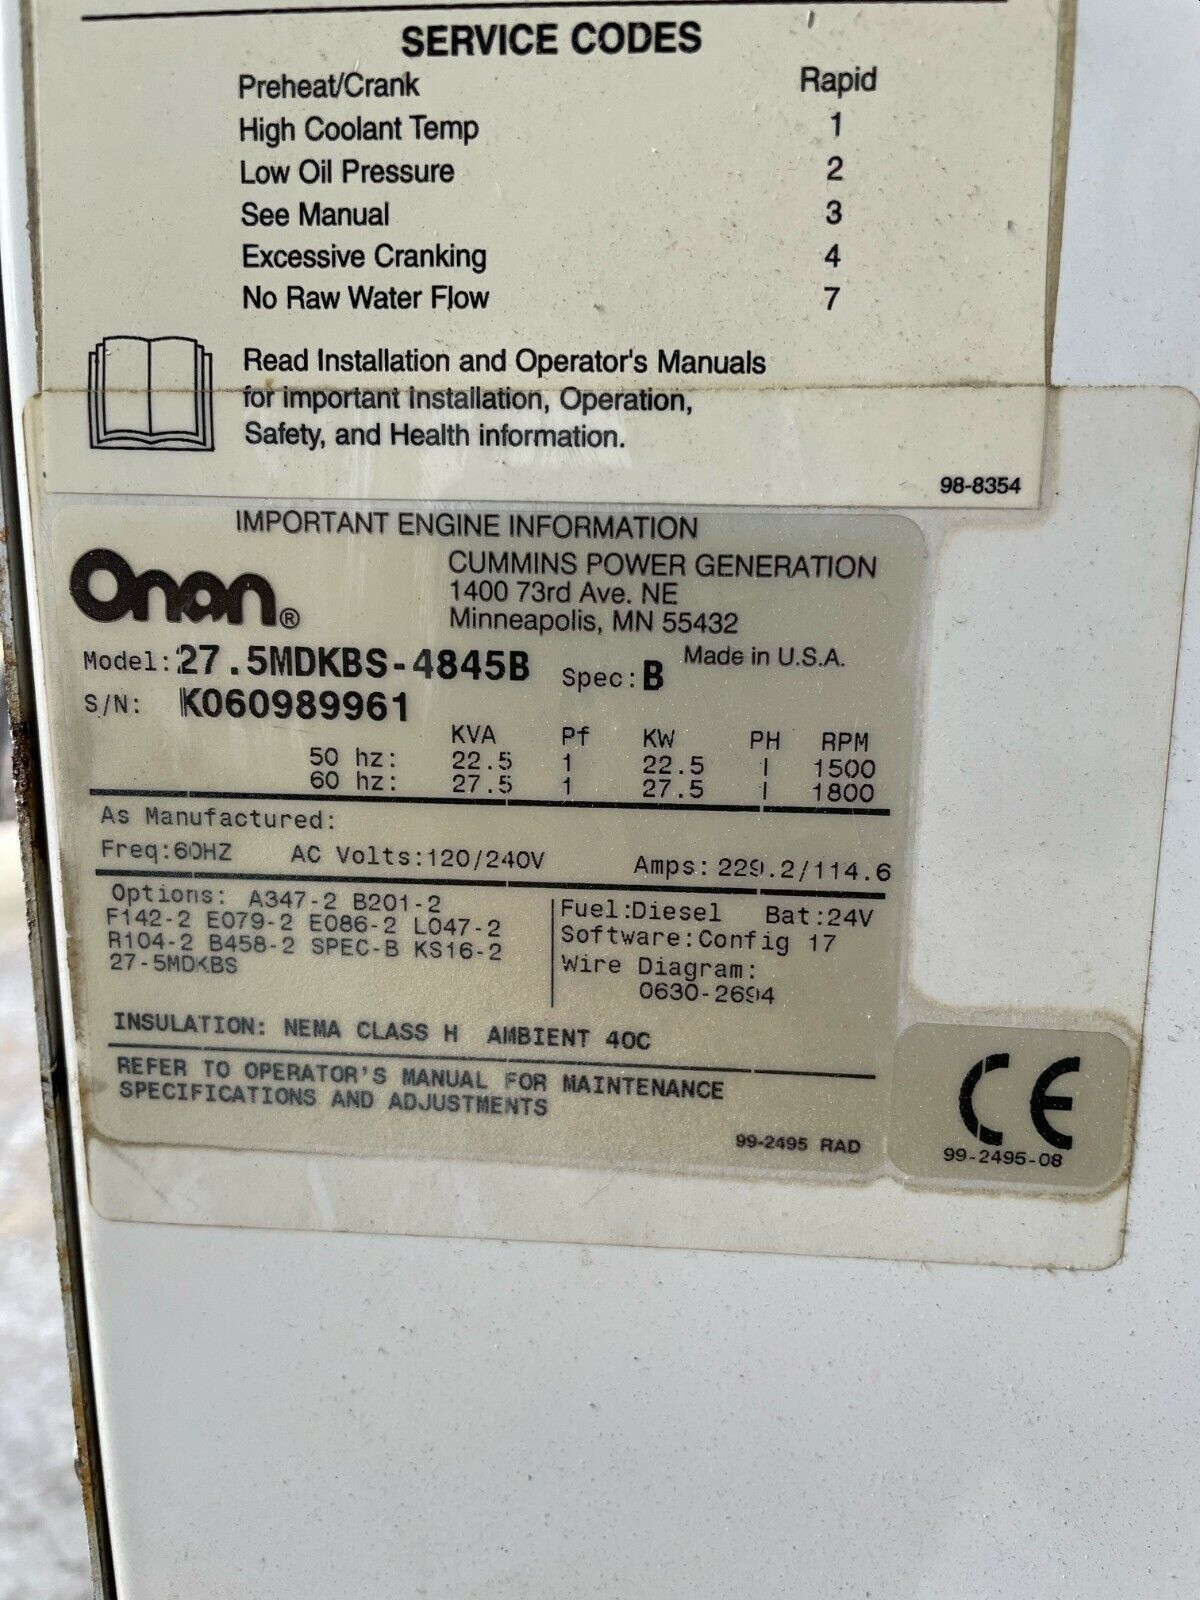 SERVICE CODES
Preheat/Crank Rapid
High Coolant Temp 1
Low Oil Pressure 2
See Manual 3
Excessive Cranking 4
No Raw Water Flow 7
Read Installation and Operator's Manuals
for important Installation, Operation,
Safety, and Health information.
98-8354
IMPORTANT ENGINE INFORMATION
Onan®
CUMMINS POWER GENERATION
1400 73rd Ave. NE
Minneapolis, MN 55432
Made in U.S.A.
Model: 27.5MDKBS-4845B Spec: B
S/N: K060989961
KVA Pf KW PH RPM
50 hz: 22.5 1 22.5 1 1500
60 hz: 27.5 1 27.5 1 1800
As Manufactured:
Freq:60HZ AC Volts:120/240V Amps: 229.2/114.6
Options: A347-2 B201-2
F142-2 E079-2 E086-2 L047-2
R104-2 B458-2 SPEC-B KS16-2
27-5MDKBS
Fuel:Diesel Bat:24V
Software:Config 17
Wire Diagram:
0630-2694
INSULATION: NEMA CLASS H AMBIENT 40C
REFER TO OPERATOR'S MANUAL FOR MAINTENANCE
SPECIFICATIONS AND ADJUSTMENTS
99-2495 RAD
CE
99-2495-08